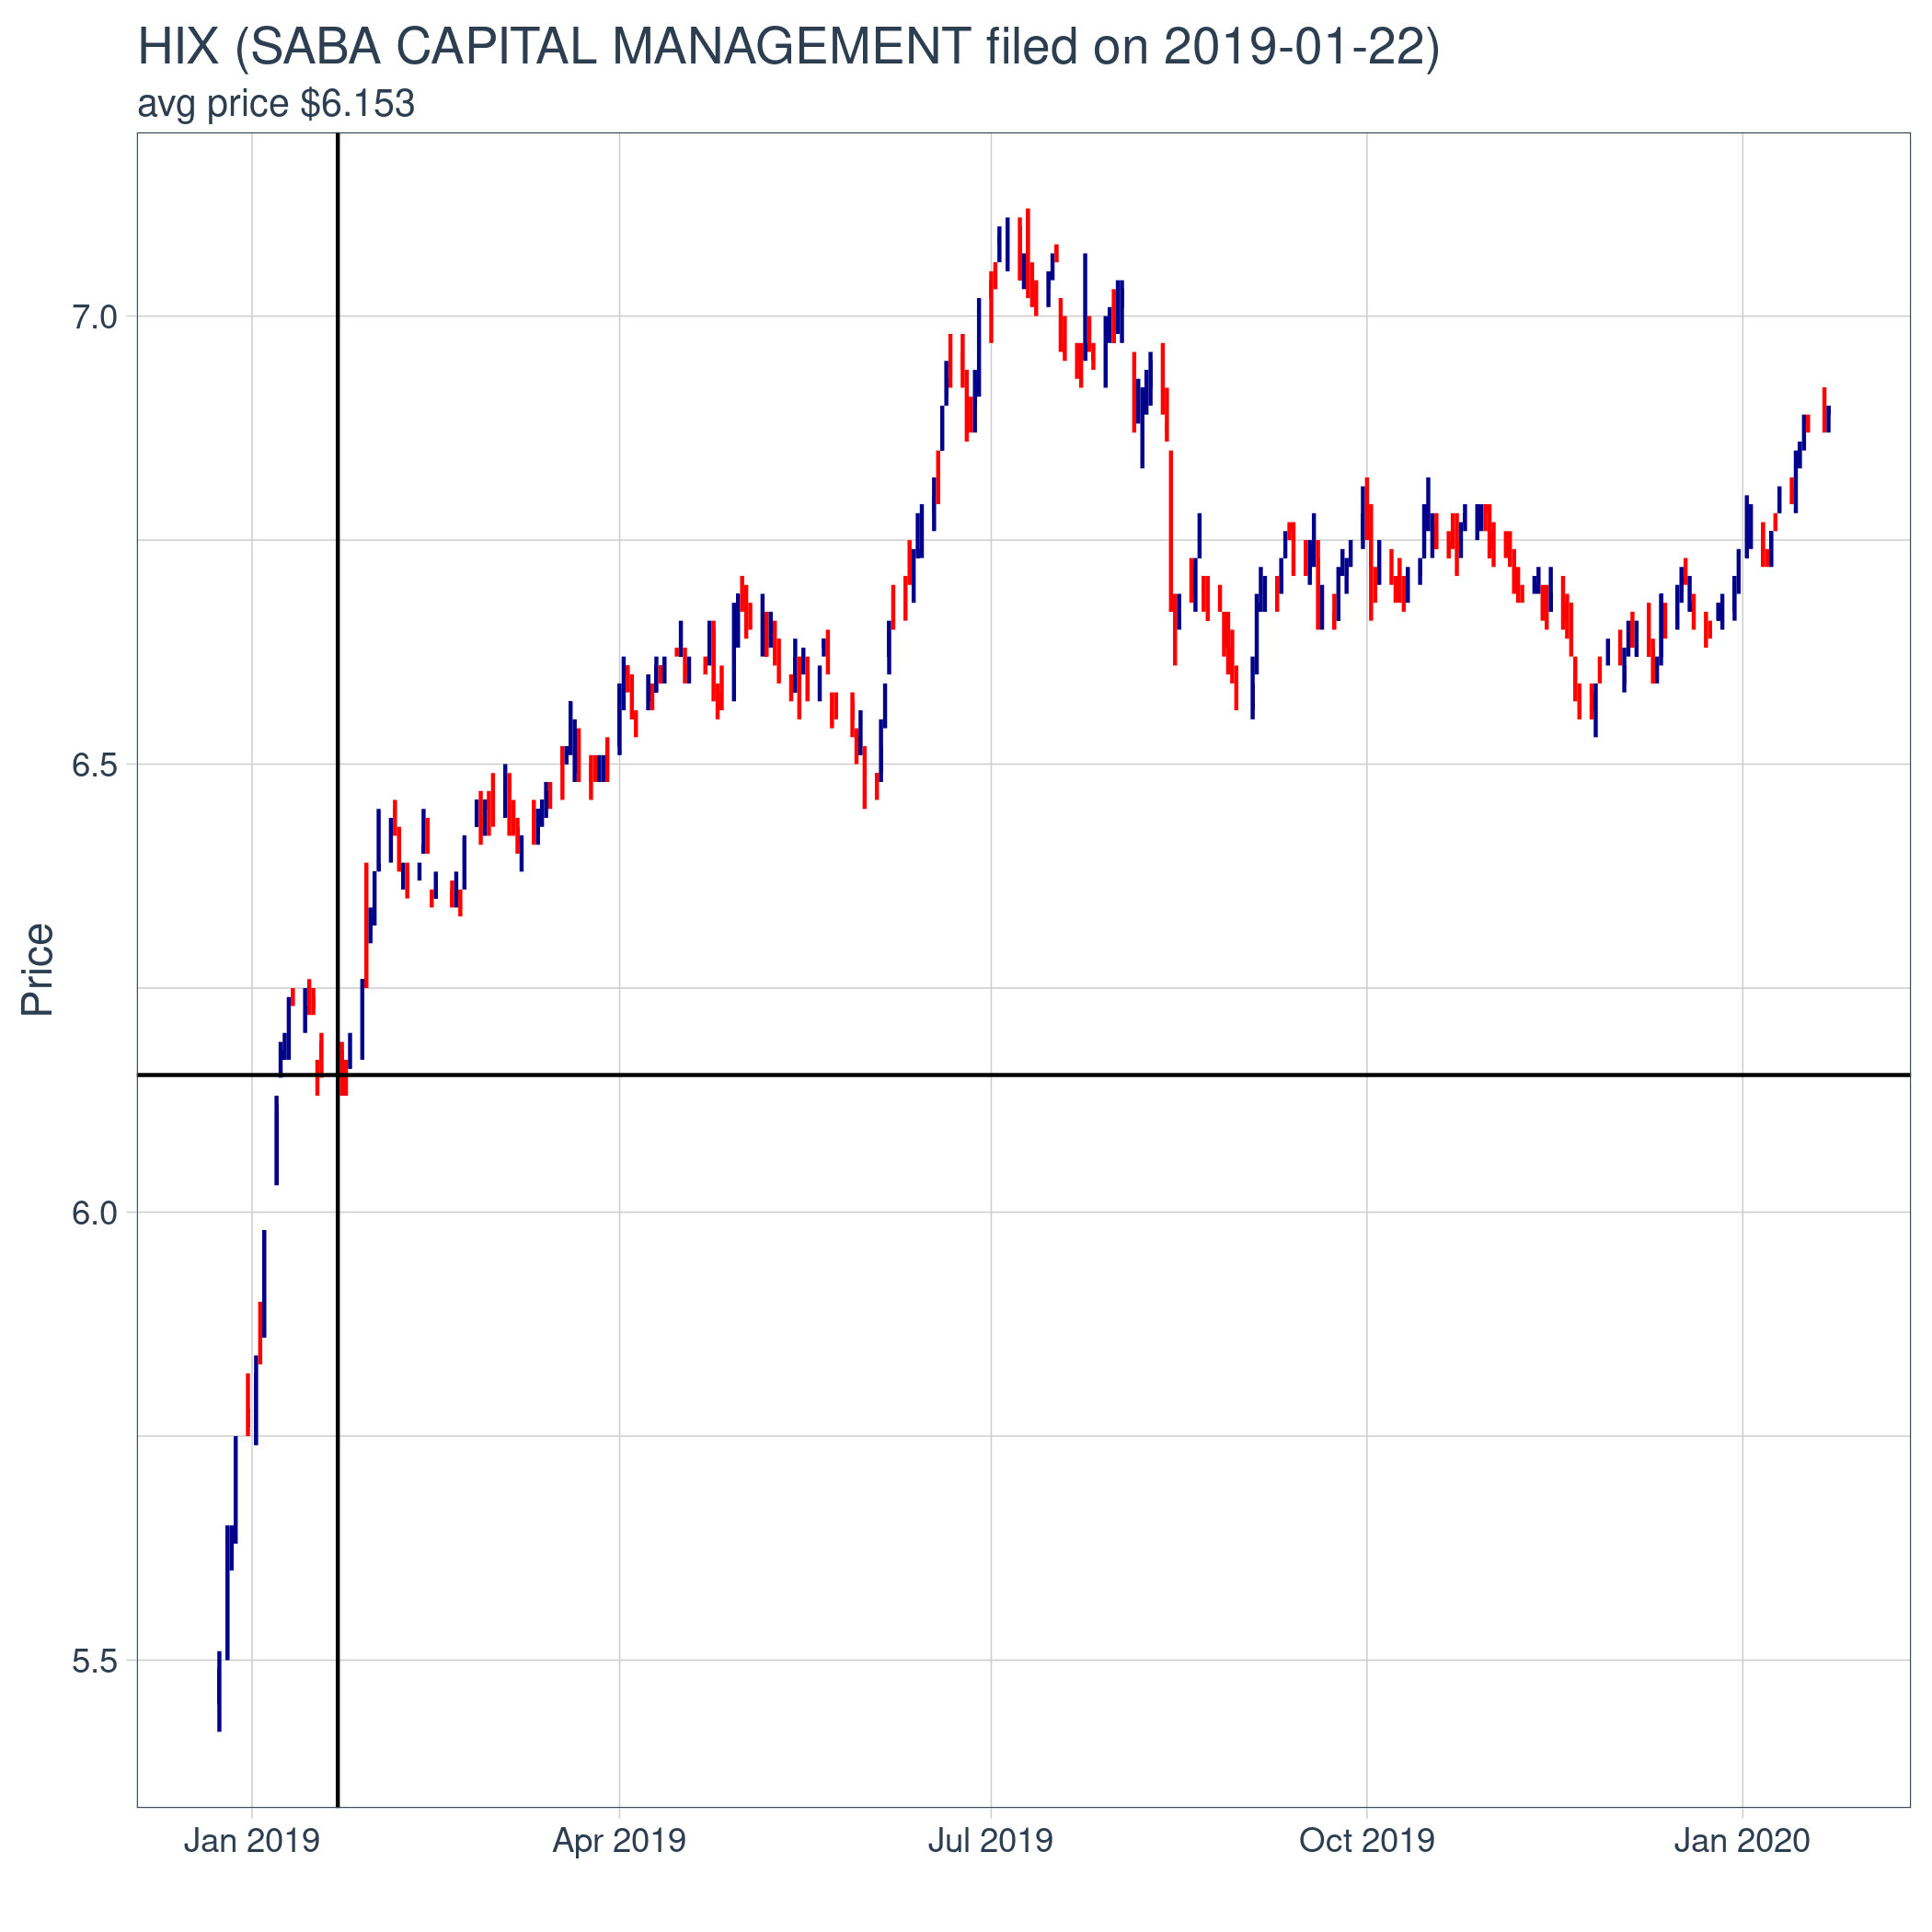 HIX (SABA CAPITAL MANAGEMENT filed on 2019-01-22)
avg price $6.153
7.0
6.5
Price
6.0
5.5
Jan 2019
Apr 2019
Jul 2019
Oct 2019
Jan 2020